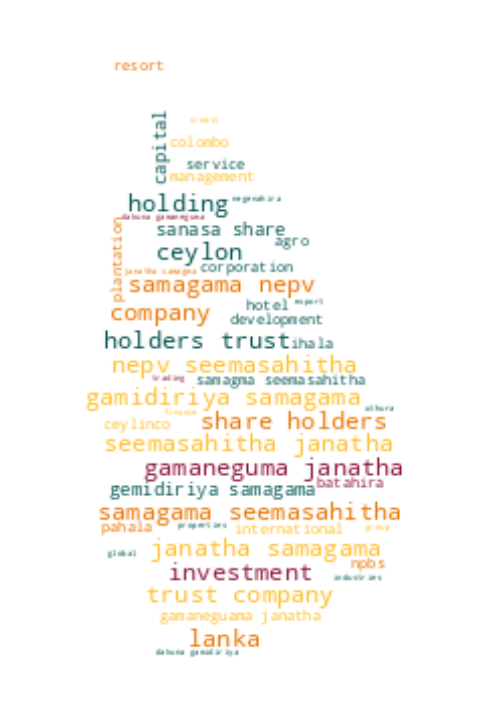 resort
credit
capital
colombo
service
management
holding
negenahira
dakuna gamaneguma
plantation
sanasa share
agro
ceylon
corporation
janatha samagma
samagama nepv
hotel
export
company
development
holders trust
ihala
nepv seemasahitha
trading
samagma seemasahitha
gamidiriya samagama
uthura
finance
ceylinco
share holders
seemasahitha janatha
gamaneguma janatha
batahira
gemidiriya samagama
samagama seemasahitha
pahala
properties
international
group
global
janatha samagama
npbs
investment
industries
trust company
gamaneguama janatha
lanka
dakuna gamidiriya